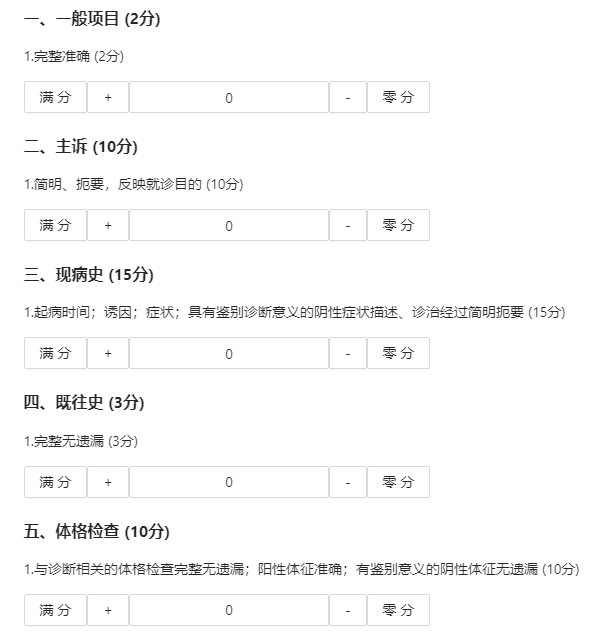 一、一般项目 (2分)
1.完整准确 (2分)
满 分 + 0 - 零 分
二、主诉 (10分)
1.简明、扼要，反映就诊目的 (10分)
满 分 + 0 - 零 分
三、现病史 (15分)
1.起病时间；诱因；症状；具有鉴别诊断意义的阴性症状描述、诊治经过简明扼要 (15分)
满 分 + 0 - 零 分
四、既往史 (3分)
1.完整无遗漏 (3分)
满 分 + 0 - 零 分
五、体格检查 (10分)
1.与诊断相关的体格检查完整无遗漏；阳性体征准确；有鉴别意义的阴性体征无遗漏 (10分)
满 分 + 0 - 零 分